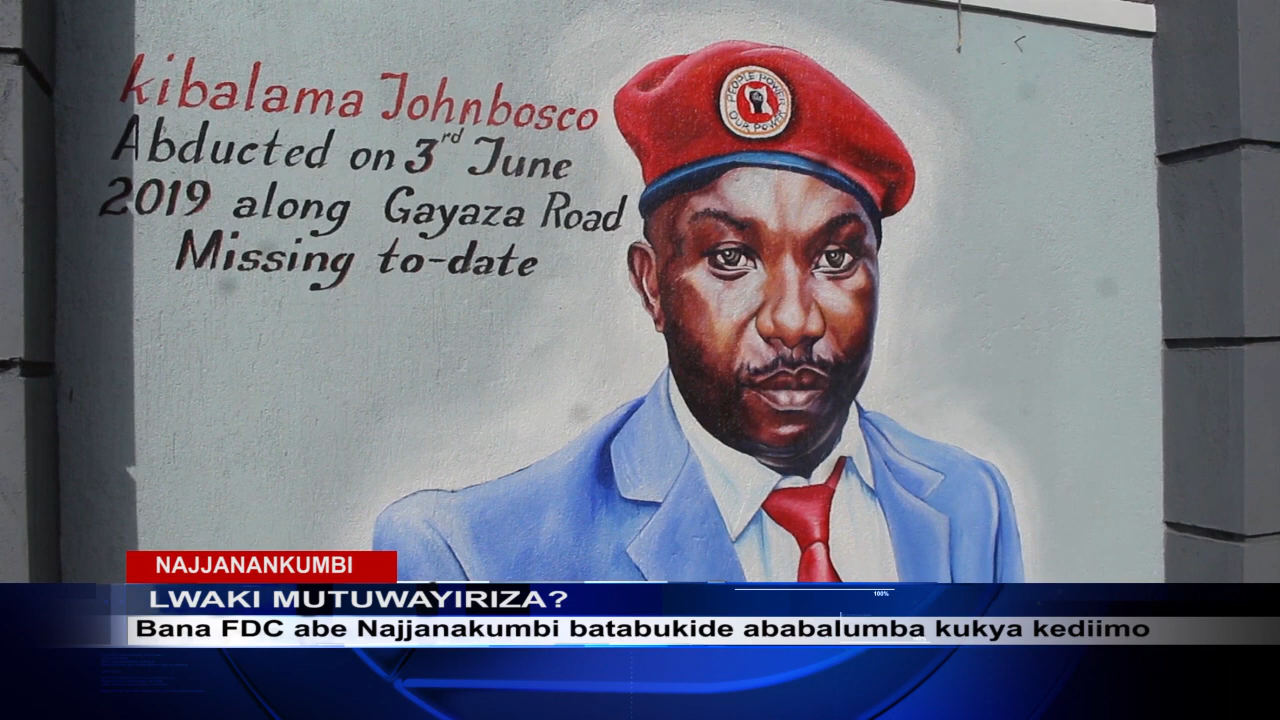 kibalama Johnbosco
Abducted on 3rd June
2019 along Gayaza Road
Missing to-date
PEOPLE POWER
OUR POWER
NAJJANANKUMBI
LWAKI MUTUWAYIRIZA?
100%
Bana FDC abe Najjanakumbi batabukide ababalumba kukya kediimo